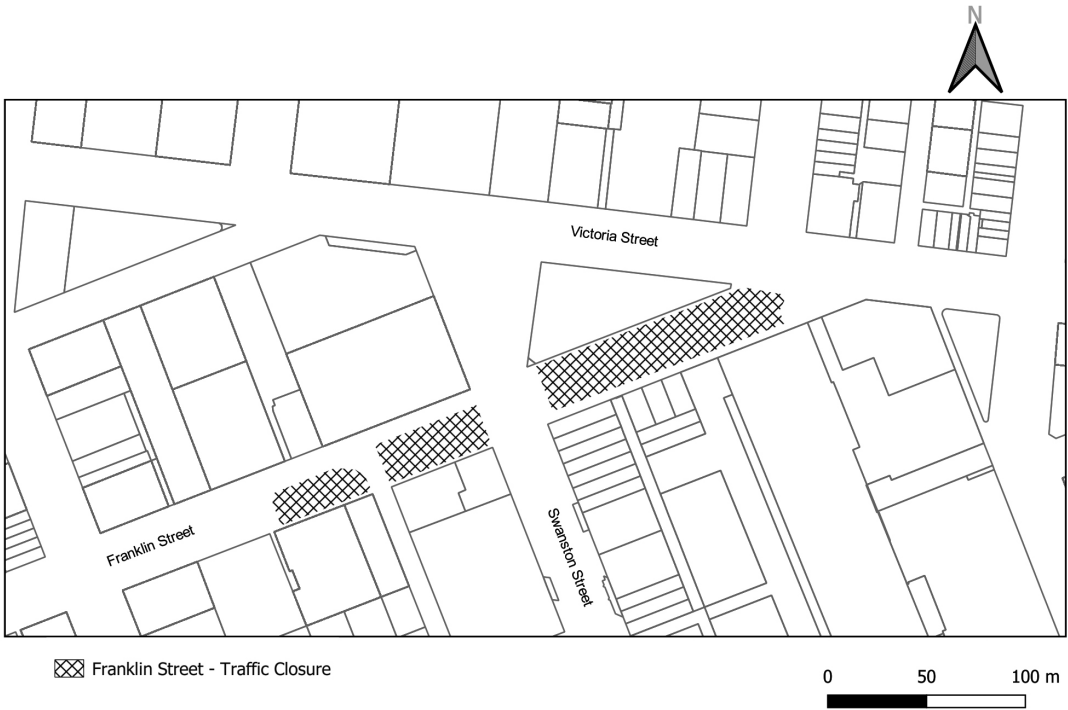 N
Victoria Street
Franklin Street
Swanston Street
Franklin Street - Traffic Closure
0 50 100 m